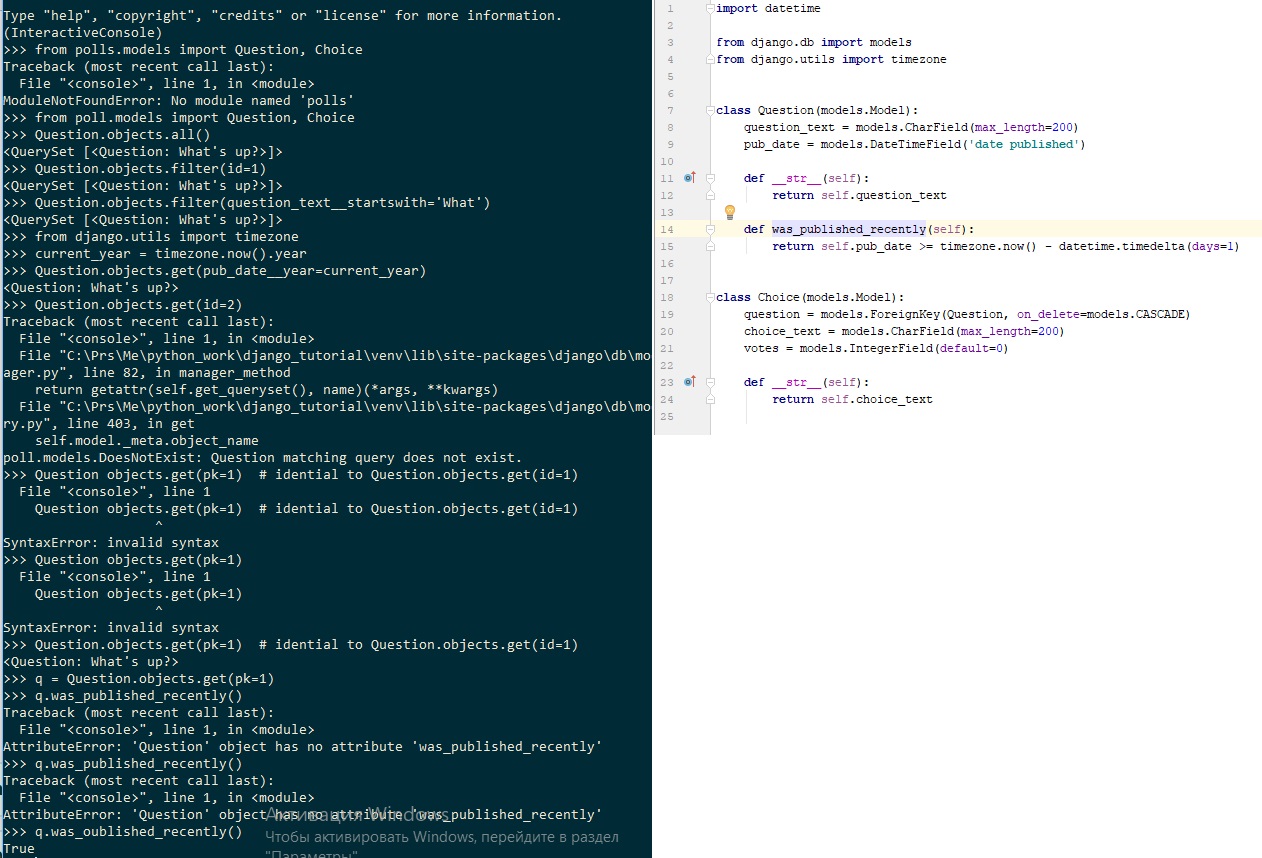 Type "help", "copyright", "credits" or "license" for more information.
(InteractiveConsole)
>>> from polls.models import Question, Choice
Traceback (most recent call last):
  File "<console>", line 1, in <module>
ModuleNotFoundError: No module named 'polls'
>>> from poll.models import Question, Choice
>>> Question.objects.all()
<QuerySet [<Question: What's up?>]>
>>> Question.objects.filter(id=1)
<QuerySet [<Question: What's up?>]>
>>> Question.objects.filter(question_text__startswith='What')
<QuerySet [<Question: What's up?>]>
>>> from django.utils import timezone
>>> current_year = timezone.now().year
>>> Question.objects.get(pub_date__year=current_year)
<Question: What's up?>
>>> Question.objects.get(id=2)
Traceback (most recent call last):
  File "<console>", line 1, in <module>
  File "C:\Prs\Me\python_work\django_tutorial\venv\lib\site-packages\django\db\mo
ager.py", line 82, in manager_method
    return getattr(self.get_queryset(), name)(*args, **kwargs)
  File "C:\Prs\Me\python_work\django_tutorial\venv\lib\site-packages\django\db\mo
ry.py", line 403, in get
    self.model._meta.object_name
poll.models.DoesNotExist: Question matching query does not exist.
>>> Question objects.get(pk=1)  # idential to Question.objects.get(id=1)
  File "<console>", line 1
    Question objects.get(pk=1)  # idential to Question.objects.get(id=1)
                   ^
SyntaxError: invalid syntax
>>> Question objects.get(pk=1)
  File "<console>", line 1
    Question objects.get(pk=1)
                   ^
SyntaxError: invalid syntax
>>> Question.objects.get(pk=1)  # idential to Question.objects.get(id=1)
<Question: What's up?>
>>> q = Question.objects.get(pk=1)
>>> q.was_published_recently()
Traceback (most recent call last):
  File "<console>", line 1, in <module>
AttributeError: 'Question' object has no attribute 'was_published_recently'
>>> q.was_published_recently()
Traceback (most recent call last):
  File "<console>", line 1, in <module>
AttributeError: 'Question' object has no attribute 'was_published_recently'
>>> q.was_oublished_recently()
True
Активация Windows
Чтобы активировать Windows, перейдите в раздел
"Параметры".
1 import datetime
2
3 from django.db import models
4 from django.utils import timezone
5
6
7 class Question(models.Model):
8     question_text = models.CharField(max_length=200)
9     pub_date = models.DateTimeField('date published')
10
11     def __str__(self):
12         return self.question_text
13
14     def was_published_recently(self):
15         return self.pub_date >= timezone.now() - datetime.timedelta(days=1)
16
17
18 class Choice(models.Model):
19     question = models.ForeignKey(Question, on_delete=models.CASCADE)
20     choice_text = models.CharField(max_length=200)
21     votes = models.IntegerField(default=0)
22
23     def __str__(self):
24         return self.choice_text
25